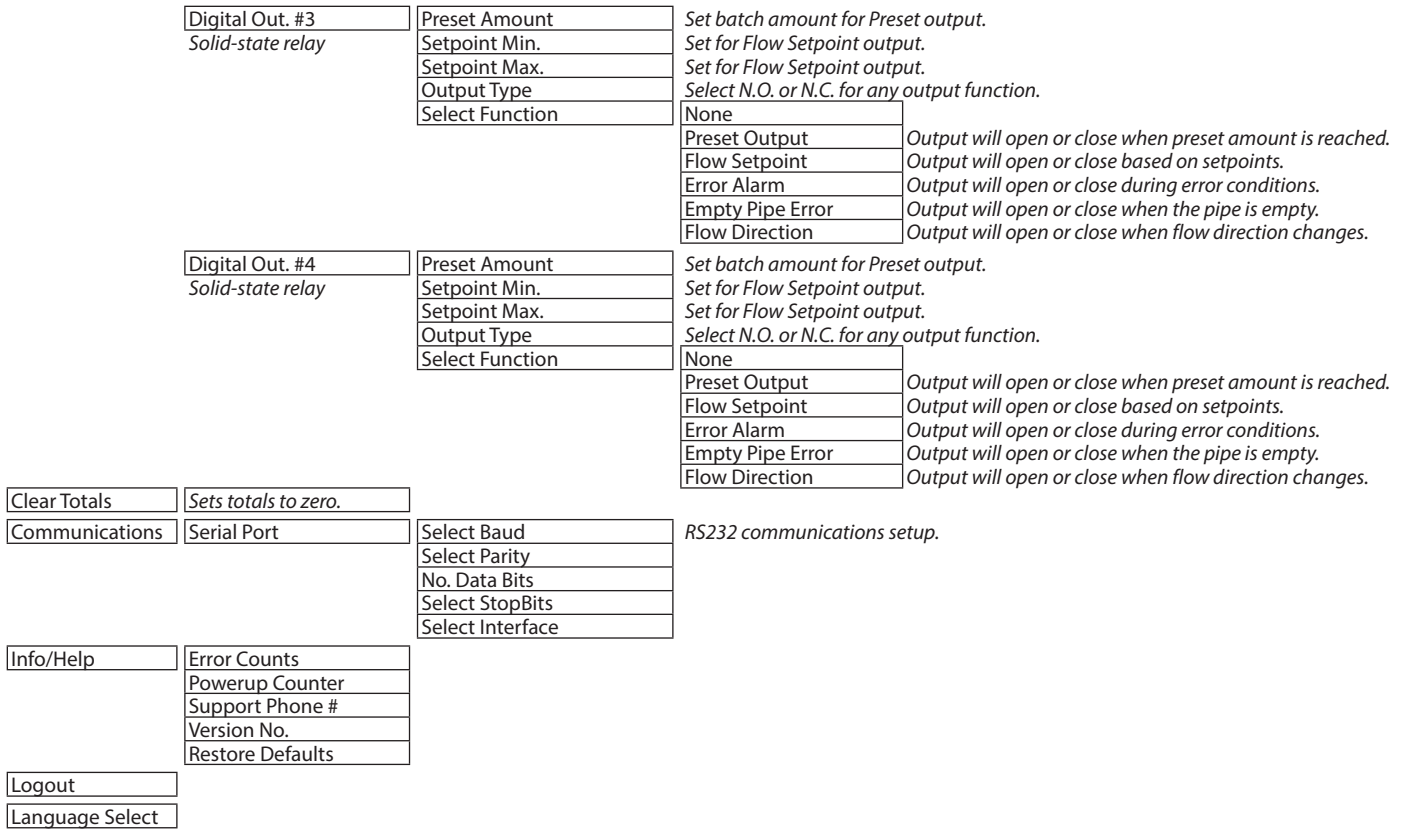 Digital Out. #3 Preset Amount Set batch amount for Preset output.
Solid-state relay Setpoint Min. Set for Flow Setpoint output.
Setpoint Max. Set for Flow Setpoint output.
Output Type Select N.O. or N.C. for any output function.
Select Function None
Preset Output Output will open or close when preset amount is reached.
Flow Setpoint Output will open or close based on setpoints.
Error Alarm Output will open or close during error conditions.
Empty Pipe Error Output will open or close when the pipe is empty.
Flow Direction Output will open or close when flow direction changes.
Digital Out. #4 Preset Amount Set batch amount for Preset output.
Solid-state relay Setpoint Min. Set for Flow Setpoint output.
Setpoint Max. Set for Flow Setpoint output.
Output Type Select N.O. or N.C. for any output function.
Select Function None
Preset Output Output will open or close when preset amount is reached.
Flow Setpoint Output will open or close based on setpoints.
Error Alarm Output will open or close during error conditions.
Empty Pipe Error Output will open or close when the pipe is empty.
Flow Direction Output will open or close when flow direction changes.
Clear Totals Sets totals to zero.
Communications Serial Port Select Baud RS232 communications setup.
Select Parity
No. Data Bits
Select StopBits
Select Interface
Info/Help Error Counts
Powerup Counter
Support Phone #
Version No.
Restore Defaults
Logout
Language Select